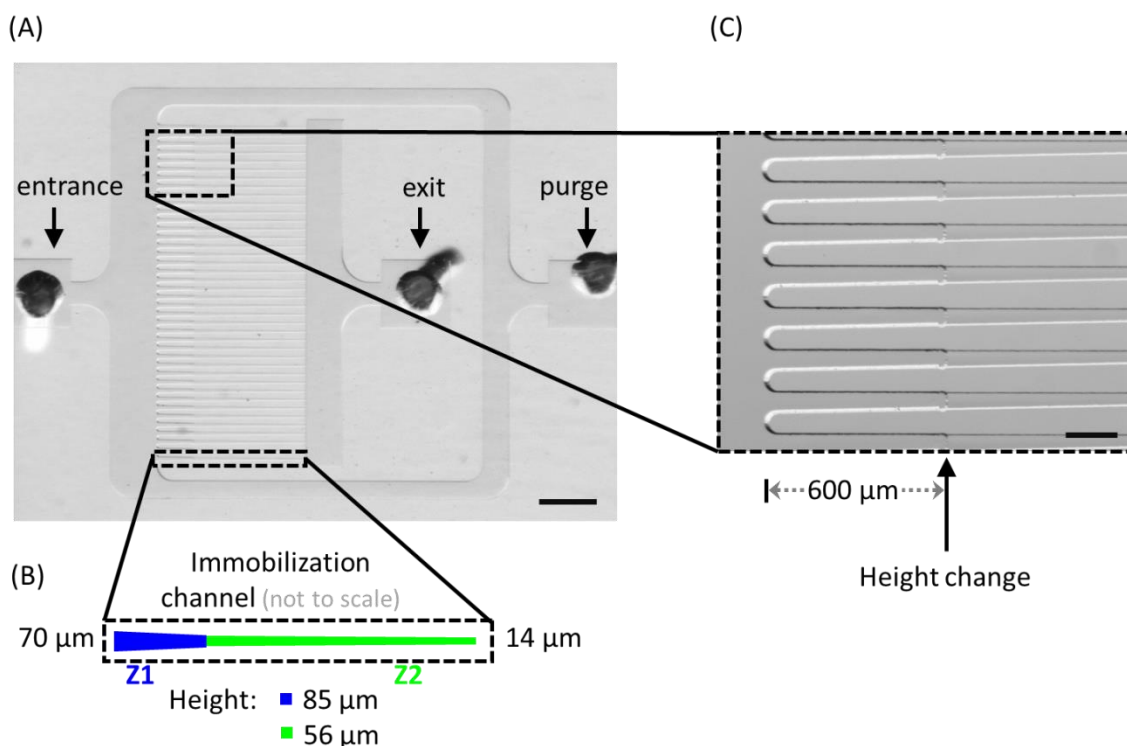 (A)
(C)
entrance
exit
purge
600 µm
Height change
(B)
Immobilization
channel (not to scale)
70 µm
14 µm
Z1
Z2
Height:
85 µm
56 µm